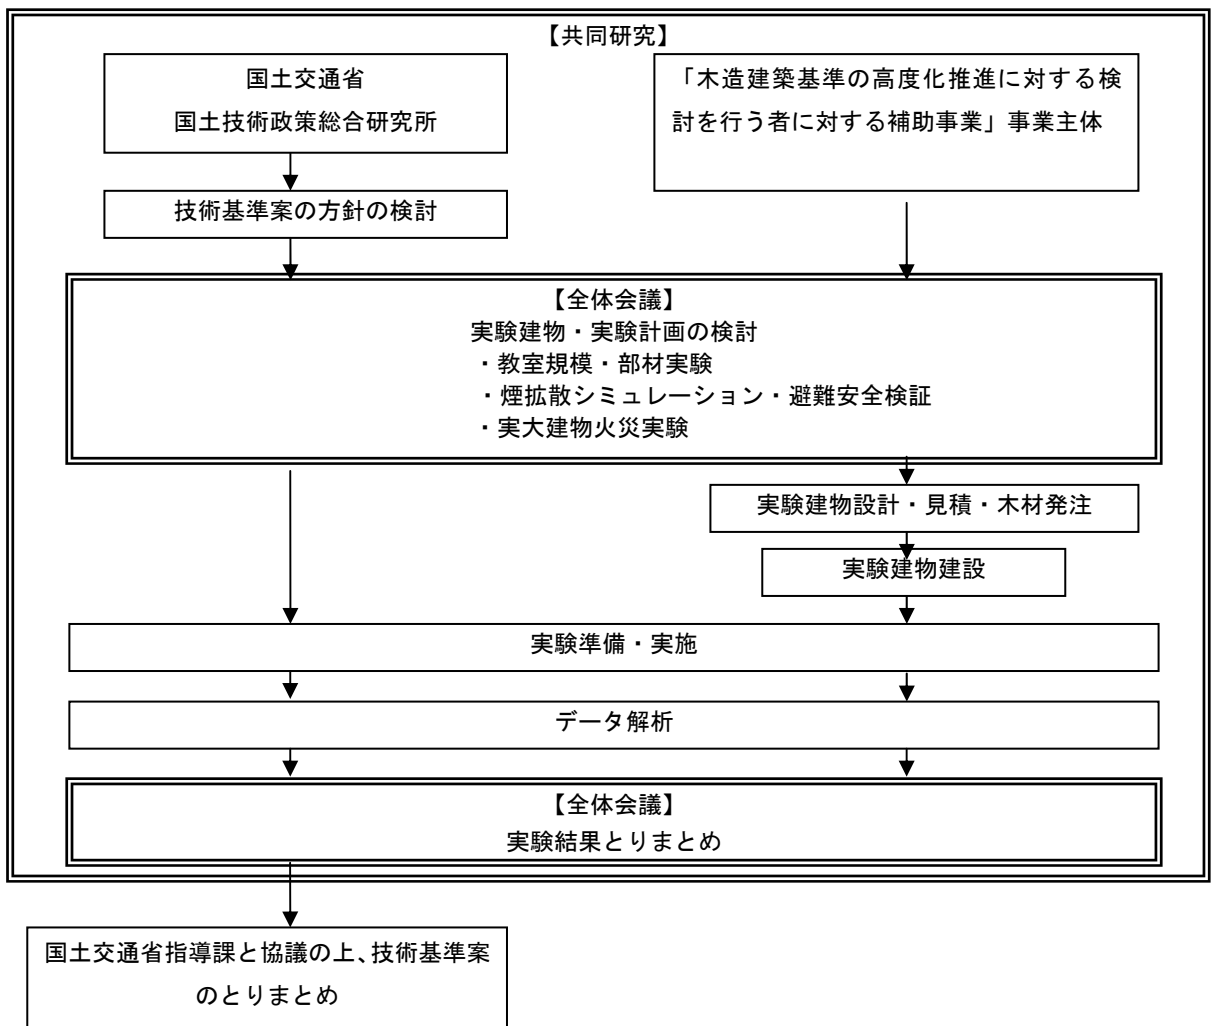 【共同研究】
国土交通省
国土技術政策総合研究所
「木造建築基準の高度化推進に対する検
討を行う者に対する補助事業」事業主体
技術基準案の方針の検討
【全体会議】
実験建物・実験計画の検討
・教室規模・部材実験
・煙拡散シミュレーション・避難安全検証
・実大建物火災実験
実験建物設計・見積・木材発注
実験建物建設
実験準備・実施
データ解析
【全体会議】
実験結果とりまとめ
国土交通省指導課と協議の上、技術基準案
のとりまとめ